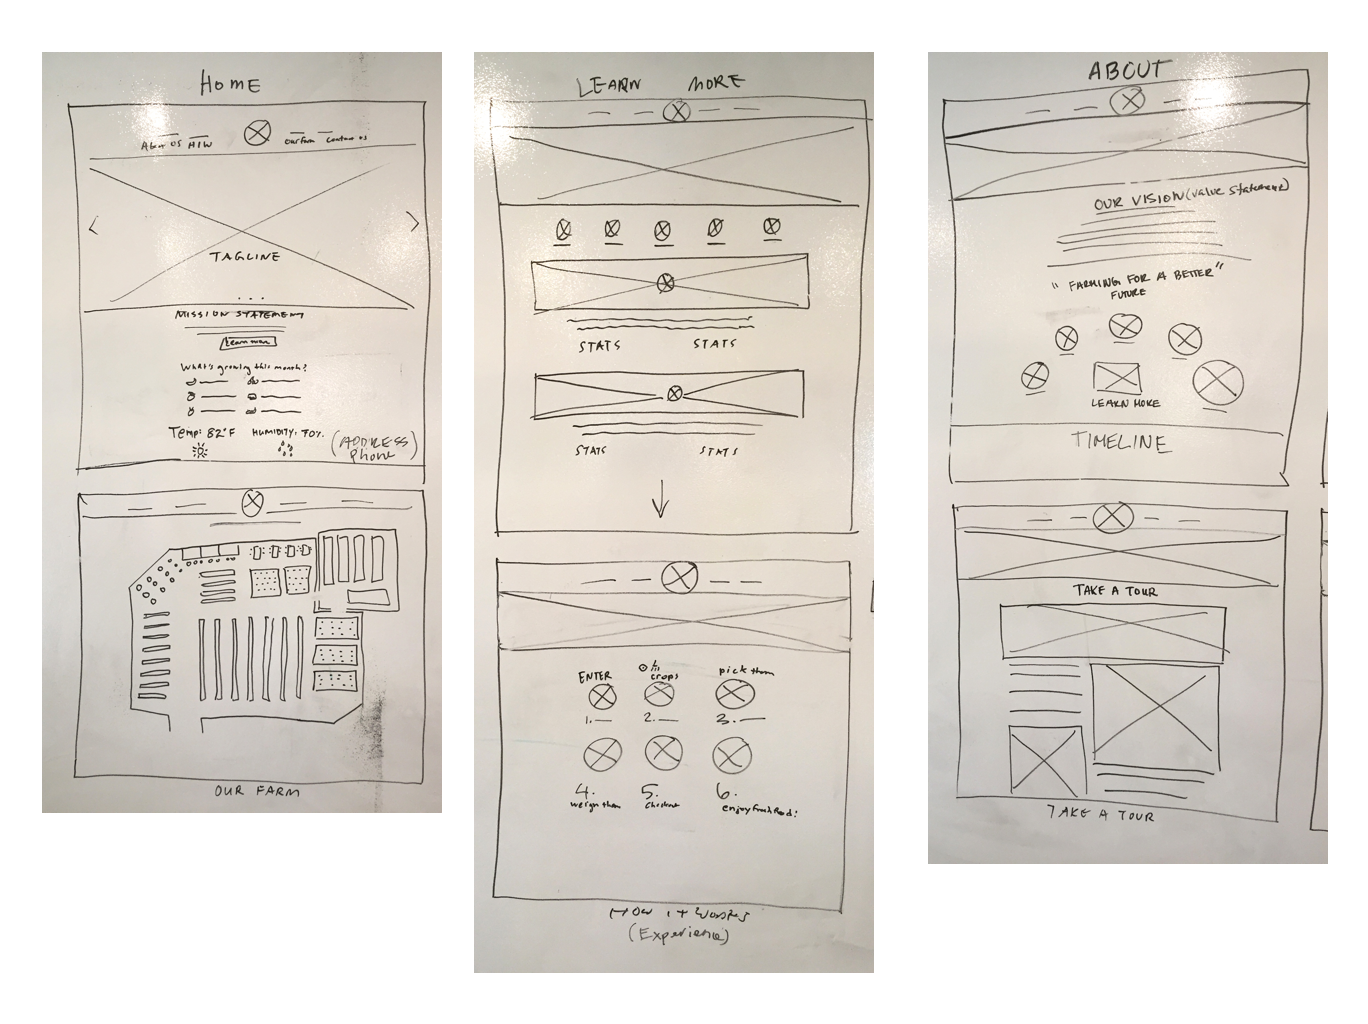 HOME
About US HIW
Our farm Contact us
TAGLINE
MISSION STATEMENT
Learn more
What's growing this month?
Temp: 82°F HUMIDITY: 70%
(ADDRESS
Phone)
OUR FARM
LEARN MORE
STATS STATS
STATS STATS
ENTER crops pick them
1. 2. 3.
4. 5. 6.
weigh them checkout enjoy fresh food!
HOW IT WORKS
(Experience)
ABOUT
OUR VISION (value statement)
"FARMING FOR A BETTER"
FUTURE
LEARN MORE
TIMELINE
TAKE A TOUR
TAKE A TOUR